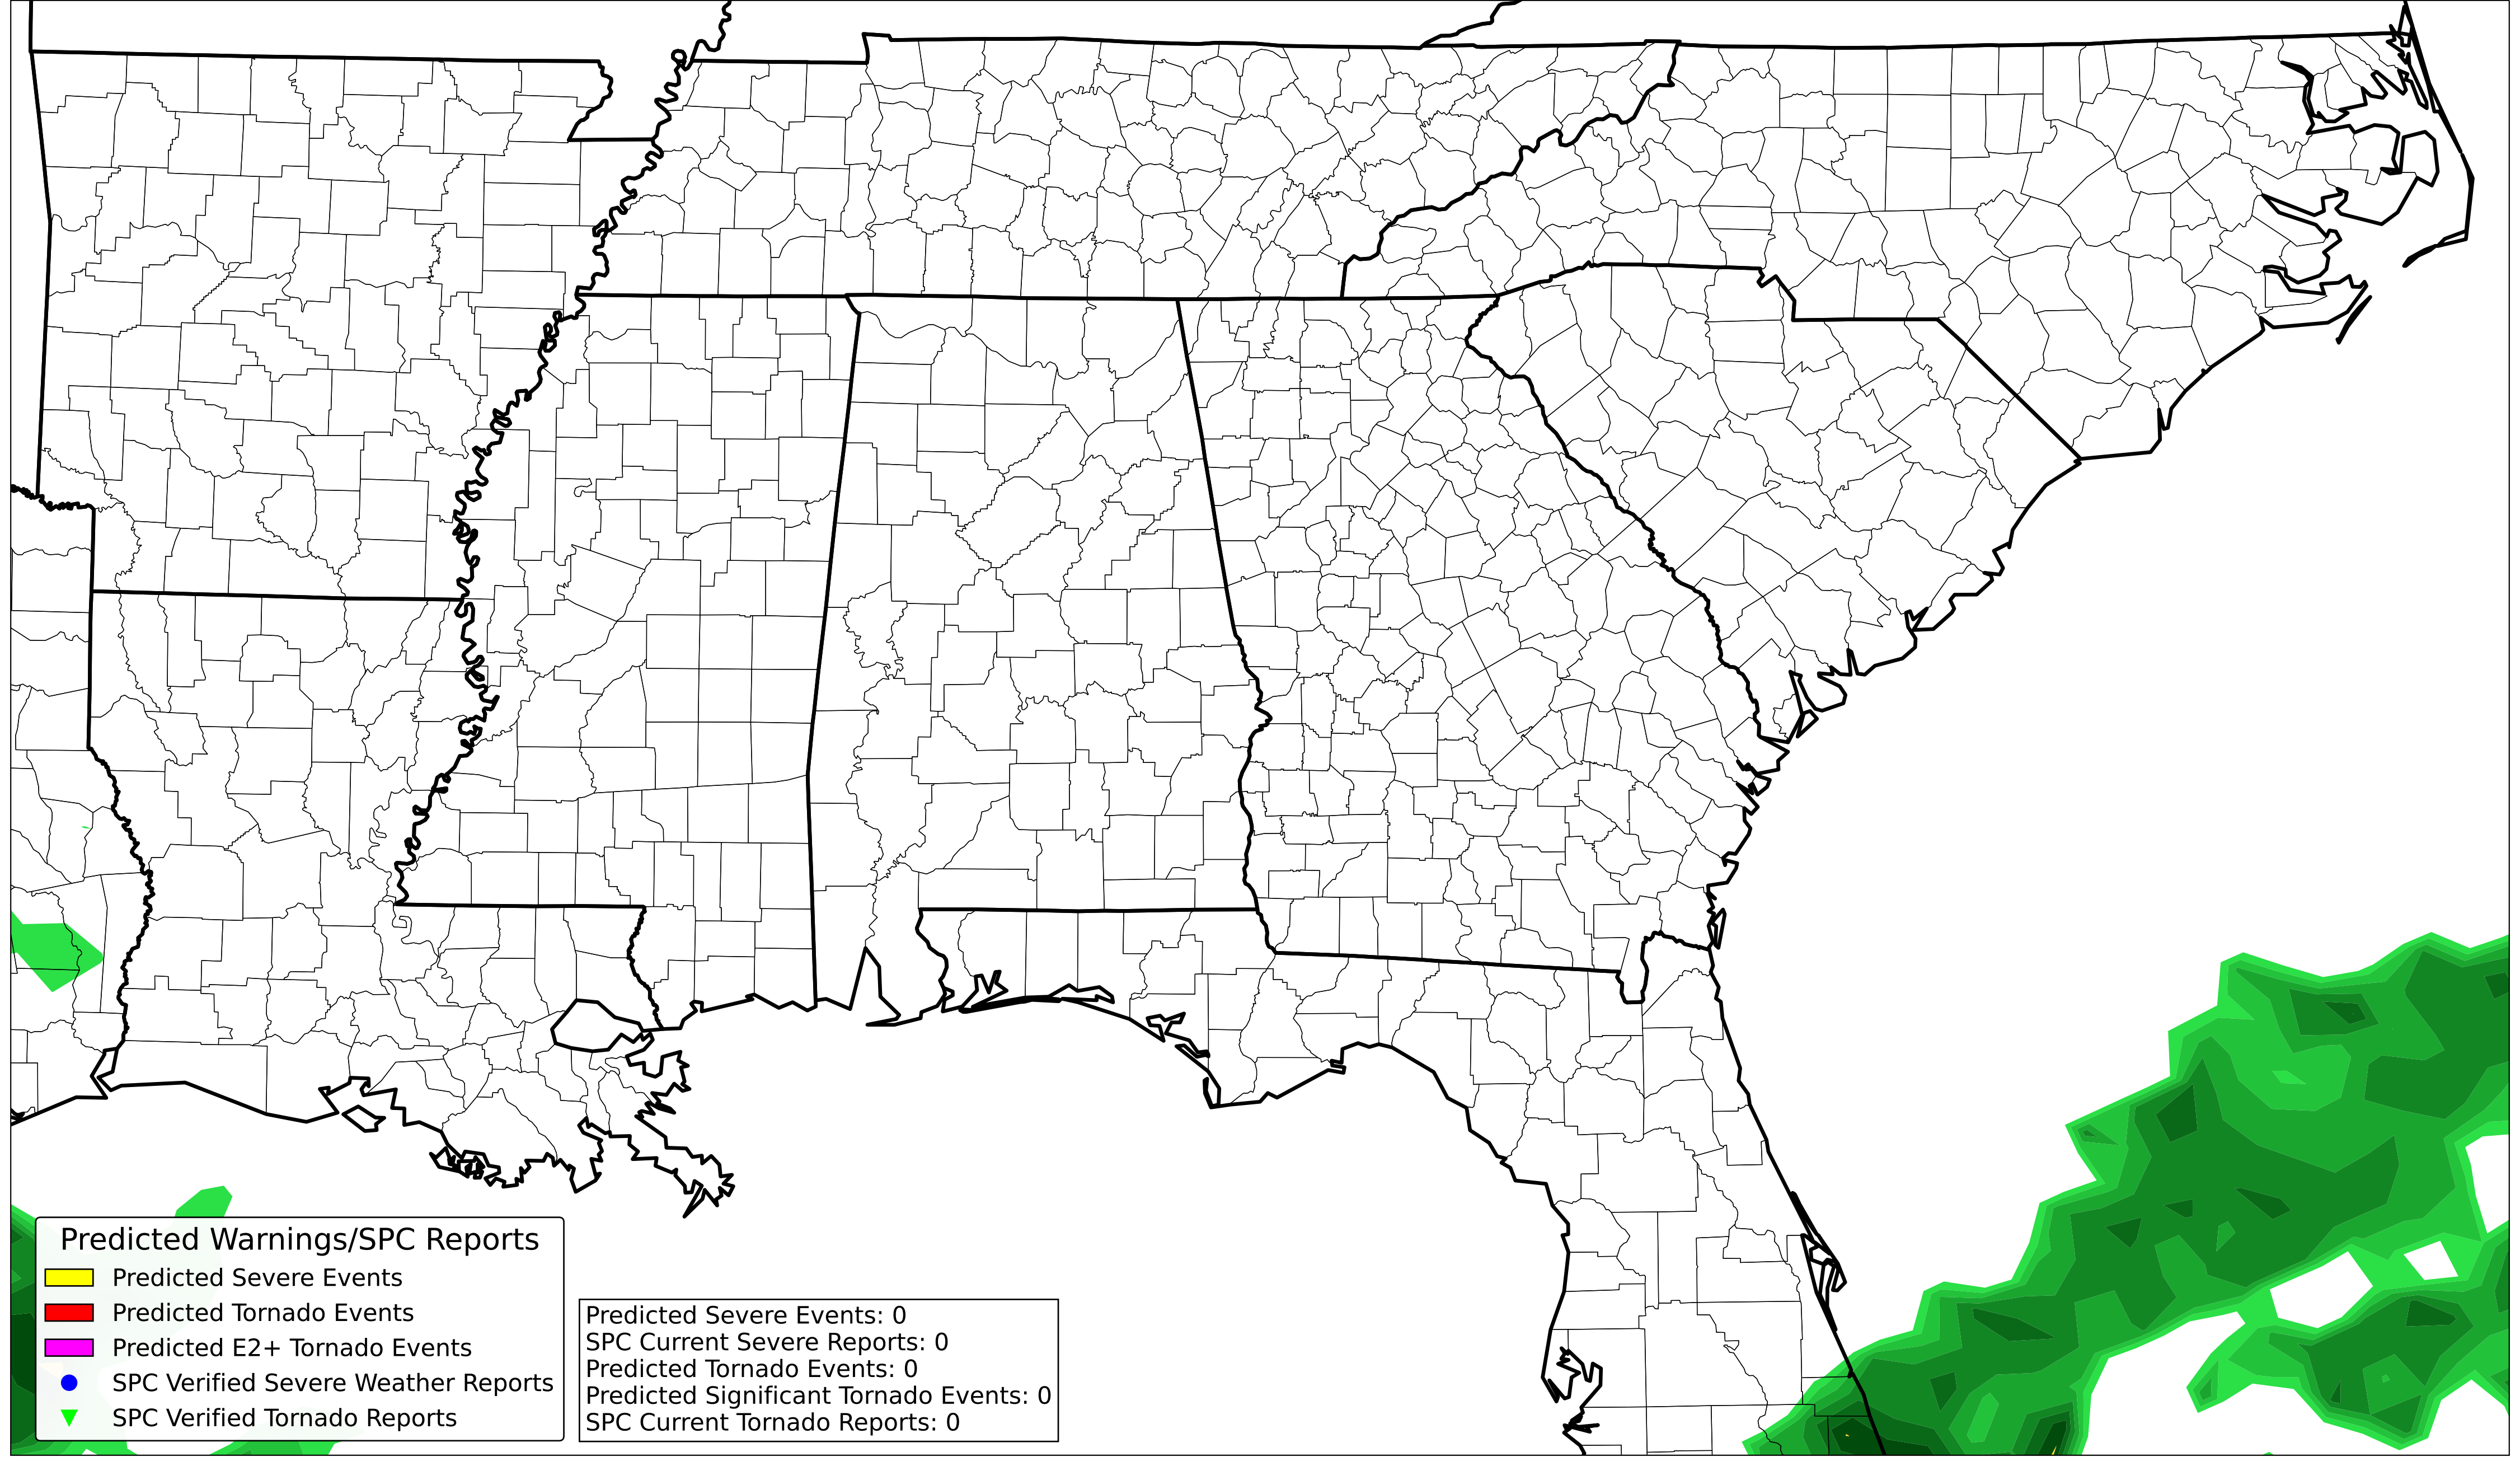 Predicted Warnings/SPC Reports
Predicted Severe Events
Predicted Tornado Events
Predicted E2+ Tornado Events
SPC Verified Severe Weather Reports
SPC Verified Tornado Reports
Predicted Severe Events: 0
SPC Current Severe Reports: 0
Predicted Tornado Events: 0
Predicted Significant Tornado Events: 0
SPC Current Tornado Reports: 0